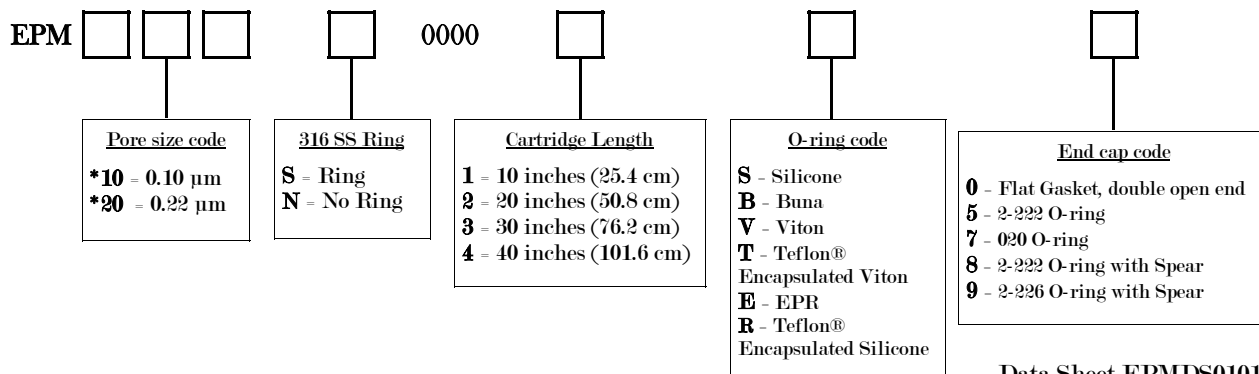 EPM 0000
Pore size code
*10 = 0.10 µm
*20 = 0.22 µm
316 SS Ring
S = Ring
N = No Ring
Cartridge Length
1 = 10 inches (25.4 cm)
2 = 20 inches (50.8 cm)
3 = 30 inches (76.2 cm)
4 = 40 inches (101.6 cm)
O-ring code
S - Silicone
B - Buna
V - Viton
T - Teflon®
Encapsulated Viton
E - EPR
R - Teflon®
Encapsulated Silicone
End cap code
0 - Flat Gasket, double open end
5 - 2-222 O-ring
7 - 020 O-ring
8 - 2-222 O-ring with Spear
9 - 2-226 O-ring with Spear
Data Sheet EPMDS0101